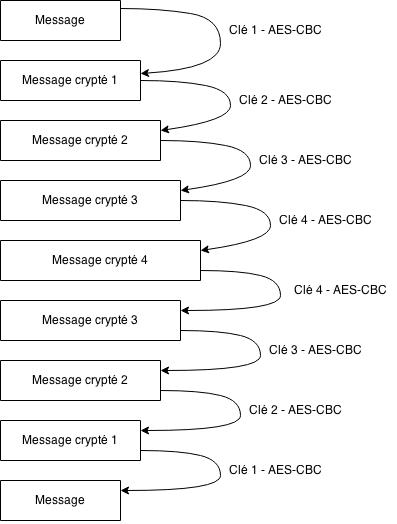 Message
Clé 1 - AES-CBC
Message crypté 1
Clé 2 - AES-CBC
Message crypté 2
Clé 3 - AES-CBC
Message crypté 3
Clé 4 - AES-CBC
Message crypté 4
Clé 4 - AES-CBC
Message crypté 3
Clé 3 - AES-CBC
Message crypté 2
Clé 2 - AES-CBC
Message crypté 1
Clé 1 - AES-CBC
Message